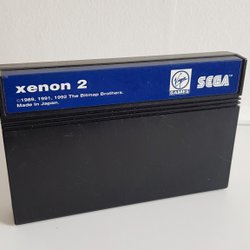 xenon 2
©1989, 1991, 1992 The Bitmap Brothers.
Made in Japan.
Virgin
GAMES
SEGA